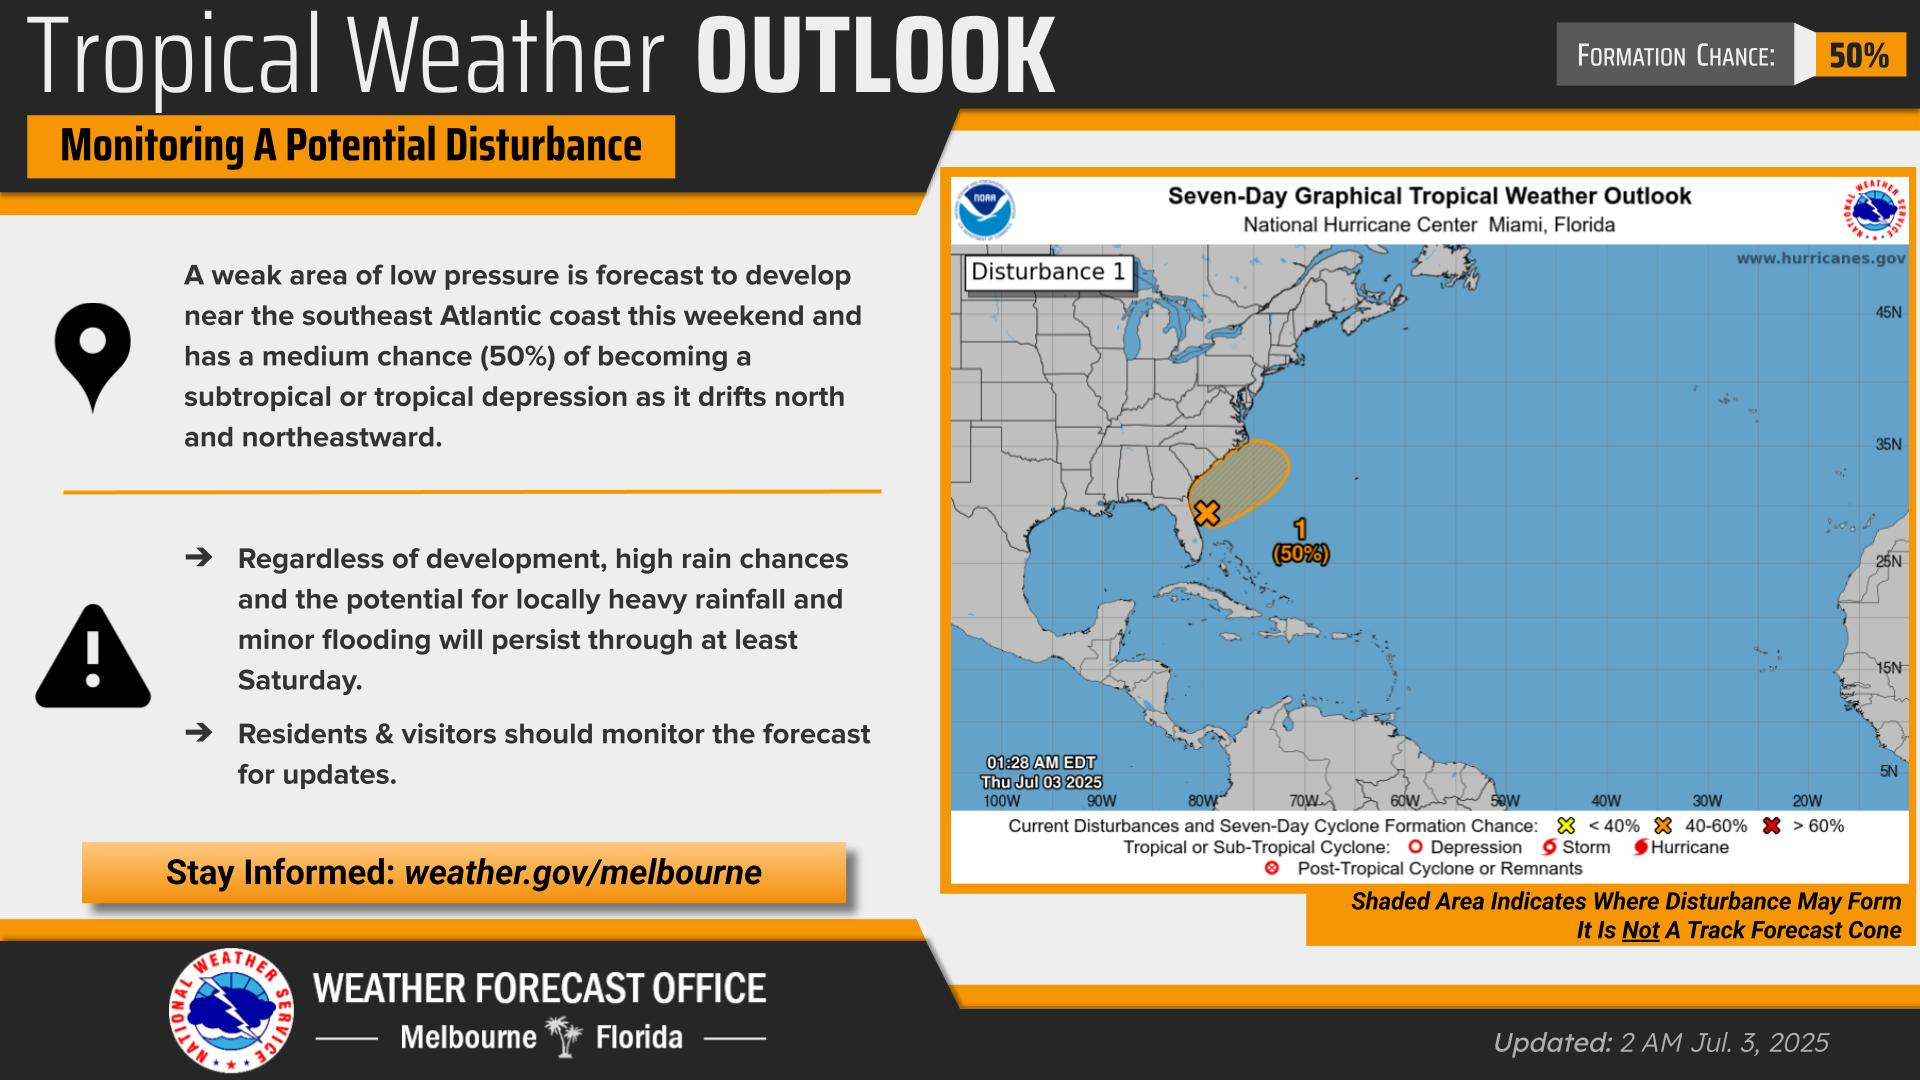 Tropical Weather OUTLOOK
FORMATION CHANCE: 50%
Monitoring A Potential Disturbance
A weak area of low pressure is forecast to develop
near the southeast Atlantic coast this weekend and
has a medium chance (50%) of becoming a
subtropical or tropical depression as it drifts north
and northeastward.
➔ Regardless of development, high rain chances
and the potential for locally heavy rainfall and
minor flooding will persist through at least
Saturday.
➔ Residents & visitors should monitor the forecast
for updates.
Stay Informed: weather.gov/melbourne
NOAA
Seven-Day Graphical Tropical Weather Outlook
National Hurricane Center Miami, Florida
NATIONAL WEATHER SERVICE
Disturbance 1
www.hurricanes.gov
45N
35N
25N
15N
5N
1
(50%)
01:28 AM EDT
Thu Jul 03 2025
100W 90W 80W 70W 60W 50W 40W 30W 20W
Current Disturbances and Seven-Day Cyclone Formation Chance: < 40% 40-60% > 60%
Tropical or Sub-Tropical Cyclone: Depression Storm Hurricane
Post-Tropical Cyclone or Remnants
Shaded Area Indicates Where Disturbance May Form
It Is Not A Track Forecast Cone
NATIONAL WEATHER SERVICE
WEATHER FORECAST OFFICE
Melbourne Florida
Updated: 2 AM Jul. 3, 2025